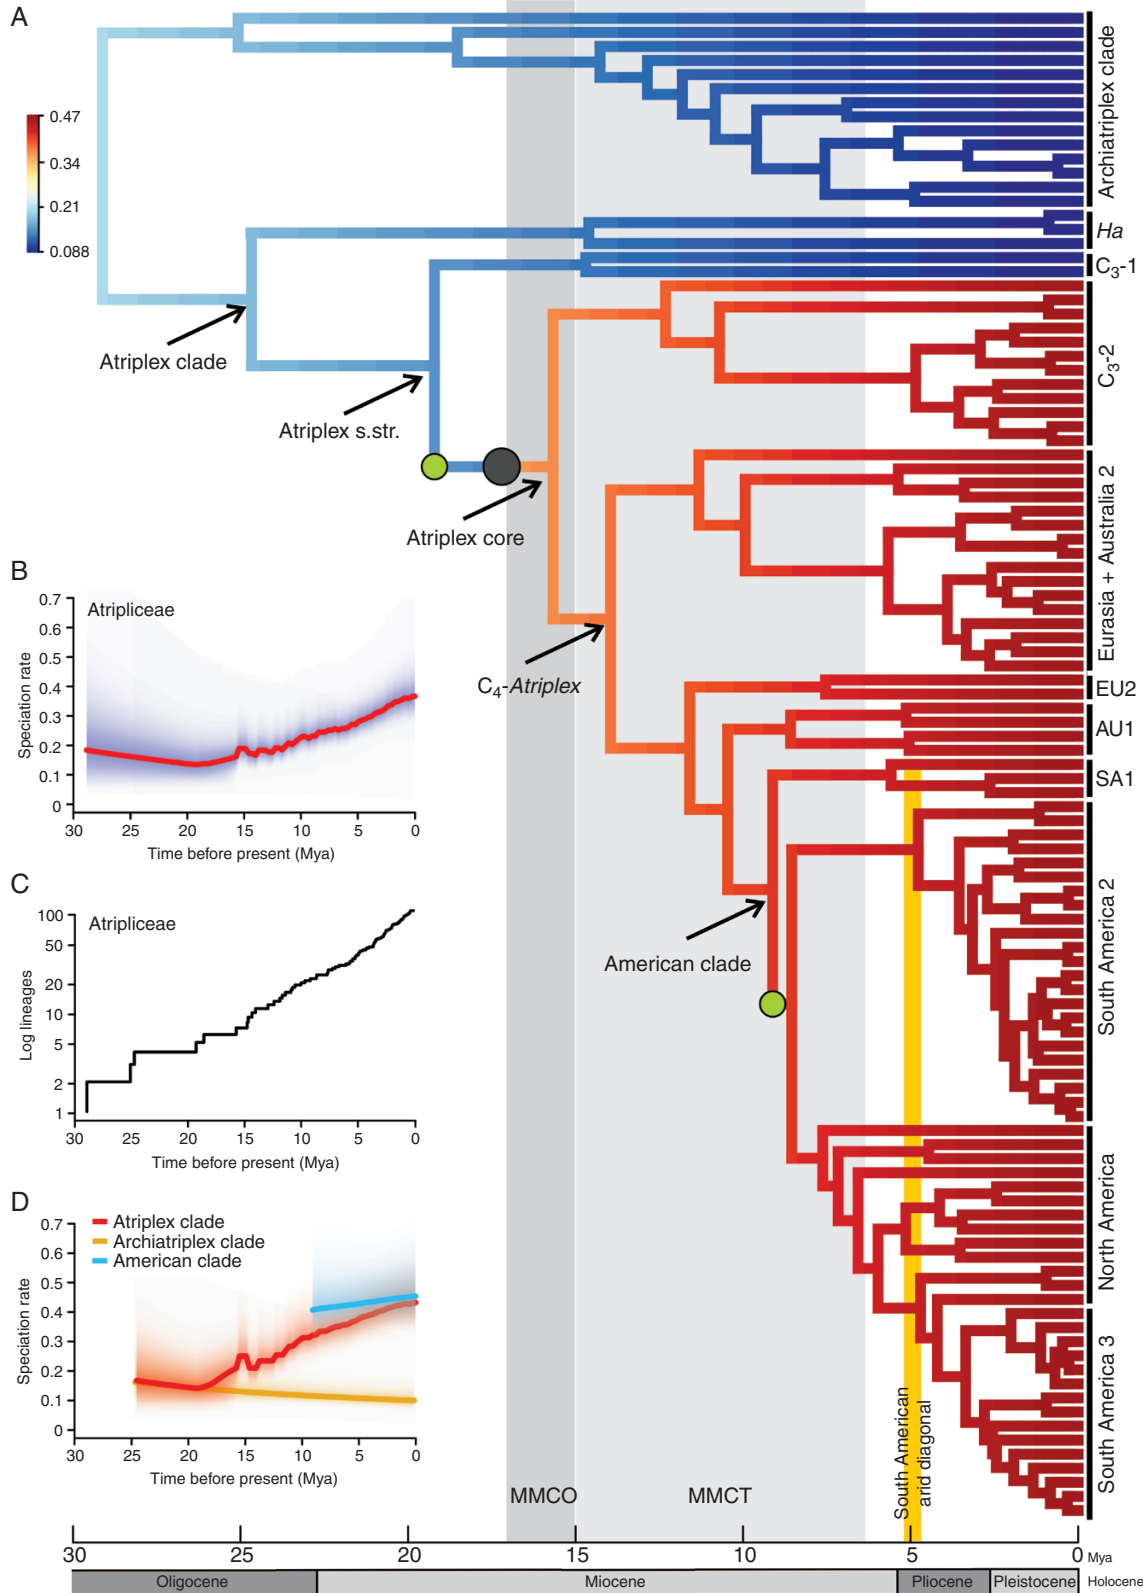 A
0.47
0.34
0.21
0.088
Archiatriplex clade
Ha
C3-1
C3-2
Eurasia + Australia 2
EU2
AU1
SA1
South America 2
North America
South America 3
Atriplex clade
Atriplex s.str.
Atriplex core
C4-Atriplex
American clade
B
Atripliceae
Speciation rate
0.7
0.6
0.5
0.4
0.3
0.2
0.1
0
30 25 20 15 10 5 0
Time before present (Mya)
C
Atripliceae
Log lineages
100
50
20
10
5
2
1
30 25 20 15 10 5 0
Time before present (Mya)
D
Atriplex clade
Archiatriplex clade
American clade
Speciation rate
0.7
0.6
0.5
0.4
0.3
0.2
0.1
0
30 25 20 15 10 5 0
Time before present (Mya)
MMCO
MMCT
South American
arid diagonal
30 25 20 15 10 5 0 Mya
Oligocene Miocene Pliocene Pleistocene Holocene